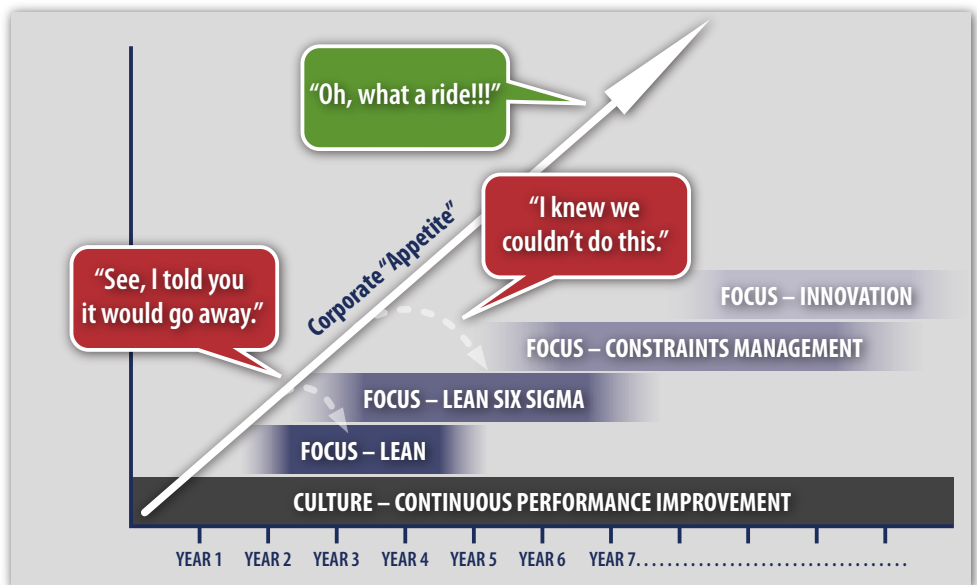 “Oh, what a ride!!!”
“I knew we
couldn’t do this.”
“See, I told you
it would go away.”
Corporate “Appetite”
FOCUS – INNOVATION
FOCUS – CONSTRAINTS MANAGEMENT
FOCUS – LEAN SIX SIGMA
FOCUS – LEAN
CULTURE – CONTINUOUS PERFORMANCE IMPROVEMENT
YEAR 1 YEAR 2 YEAR 3 YEAR 4 YEAR 5 YEAR 6 YEAR 7.......................................